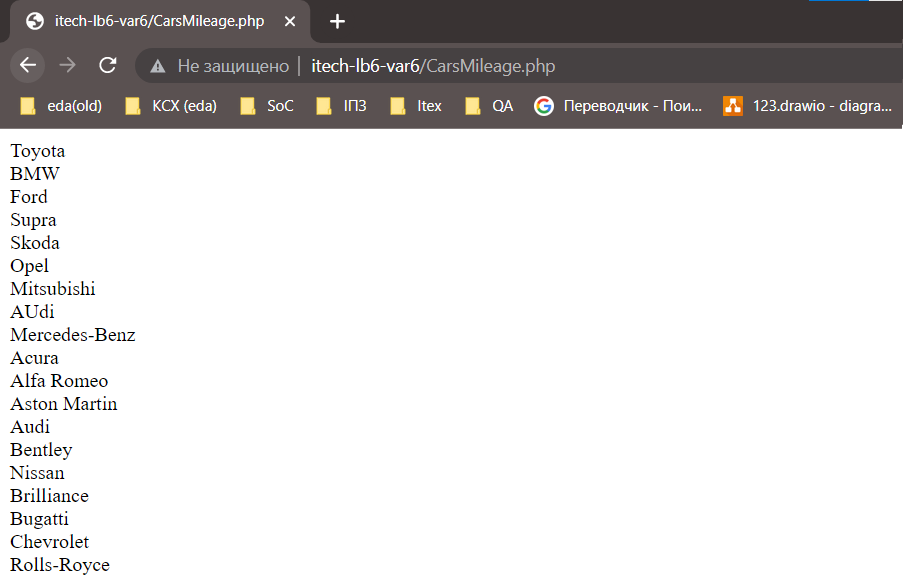 itech-lb6-var6/CarsMileage.php
Не защищено | itech-lb6-var6/CarsMileage.php
eda(old) КСХ (eda) SoC ІПЗ Itex QA Переводчик - Пои... 123.drawio - diagra...
Toyota
BMW
Ford
Supra
Skoda
Opel
Mitsubishi
AUdi
Mercedes-Benz
Acura
Alfa Romeo
Aston Martin
Audi
Bentley
Nissan
Brilliance
Bugatti
Chevrolet
Rolls-Royce